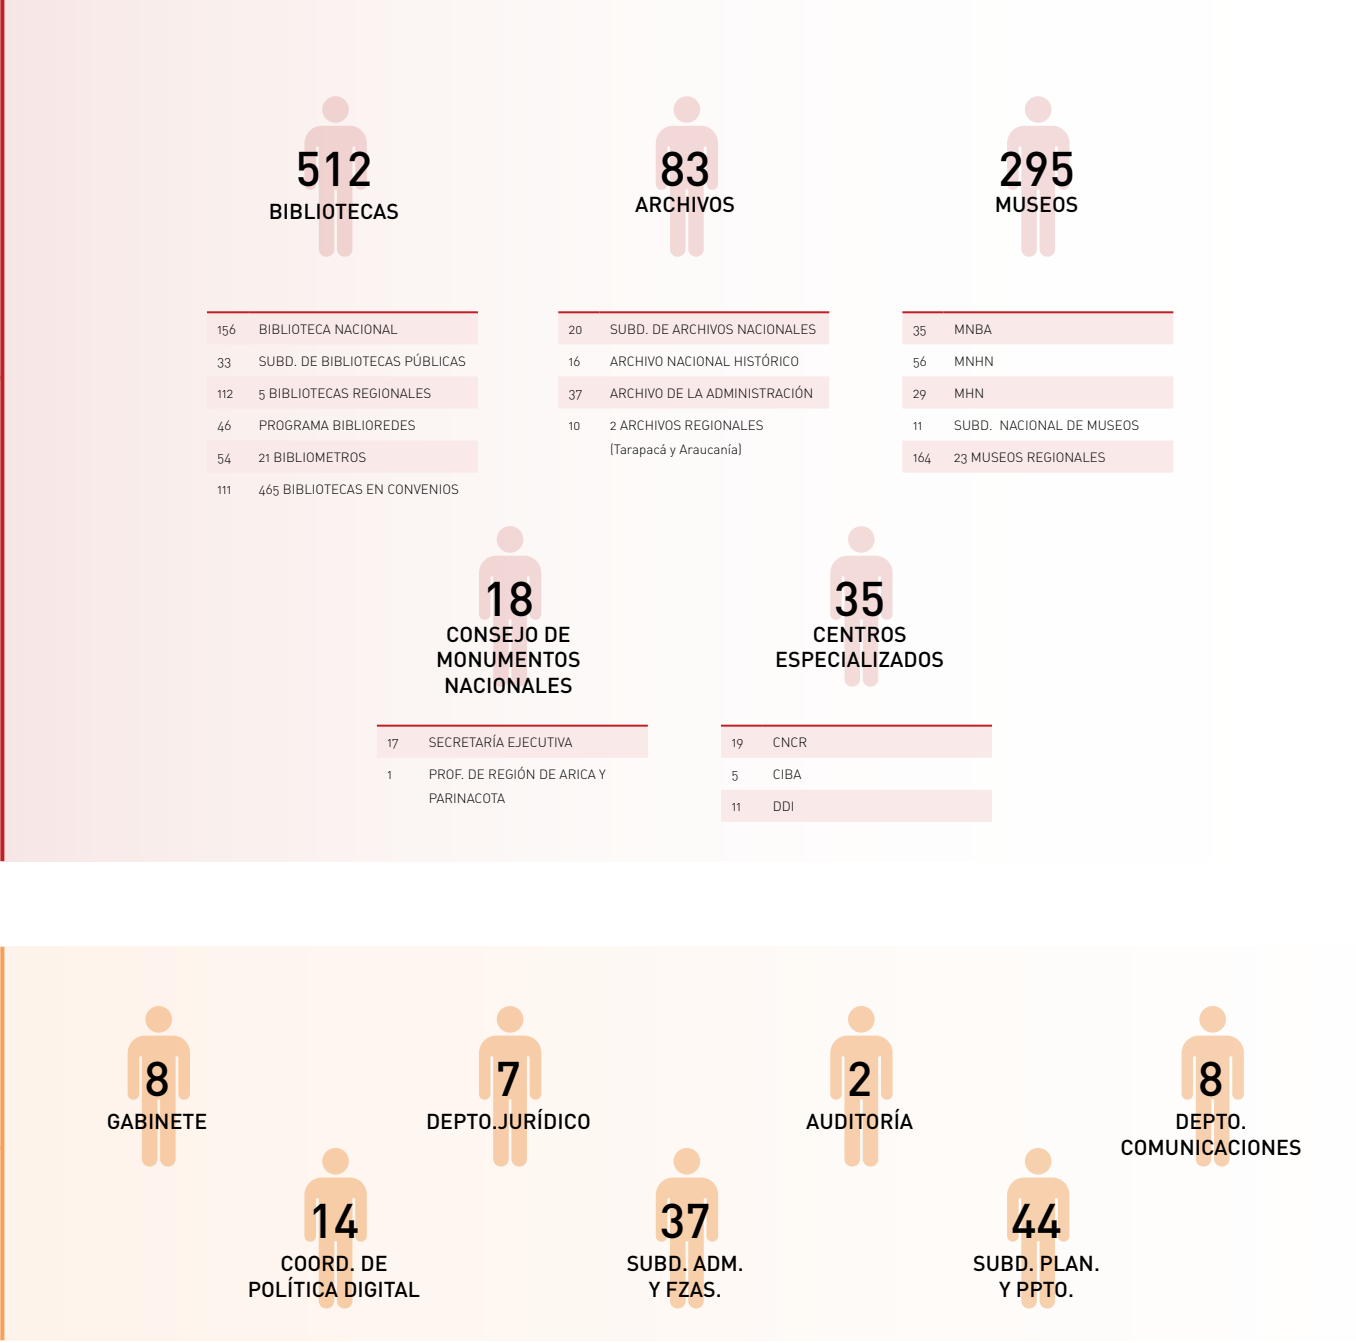 512
BIBLIOTECAS
83
ARCHIVOS
295
MUSEOS
156 BIBLIOTECA NACIONAL
33 SUBD. DE BIBLIOTECAS PÚBLICAS
112 5 BIBLIOTECAS REGIONALES
46 PROGRAMA BIBLIOREDES
54 21 BIBLIOMETROS
111 465 BIBLIOTECAS EN CONVENIOS
20 SUBD. DE ARCHIVOS NACIONALES
16 ARCHIVO NACIONAL HISTÓRICO
37 ARCHIVO DE LA ADMINISTRACIÓN
10 2 ARCHIVOS REGIONALES
(Tarapacá y Araucanía)
35 MNBA
56 MNHN
29 MHN
11 SUBD. NACIONAL DE MUSEOS
164 23 MUSEOS REGIONALES
18
CONSEJO DE
MONUMENTOS
NACIONALES
35
CENTROS
ESPECIALIZADOS
17 SECRETARÍA EJECUTIVA
1 PROF. DE REGIÓN DE ARICA Y
PARINACOTA
19 CNCR
5 CIBA
11 DDI
8
GABINETE
7
DEPTO.JURÍDICO
2
AUDITORÍA
8
DEPTO.
COMUNICACIONES
14
COORD. DE
POLÍTICA DIGITAL
37
SUBD. ADM.
Y FZAS.
44
SUBD. PLAN.
Y PPTO.